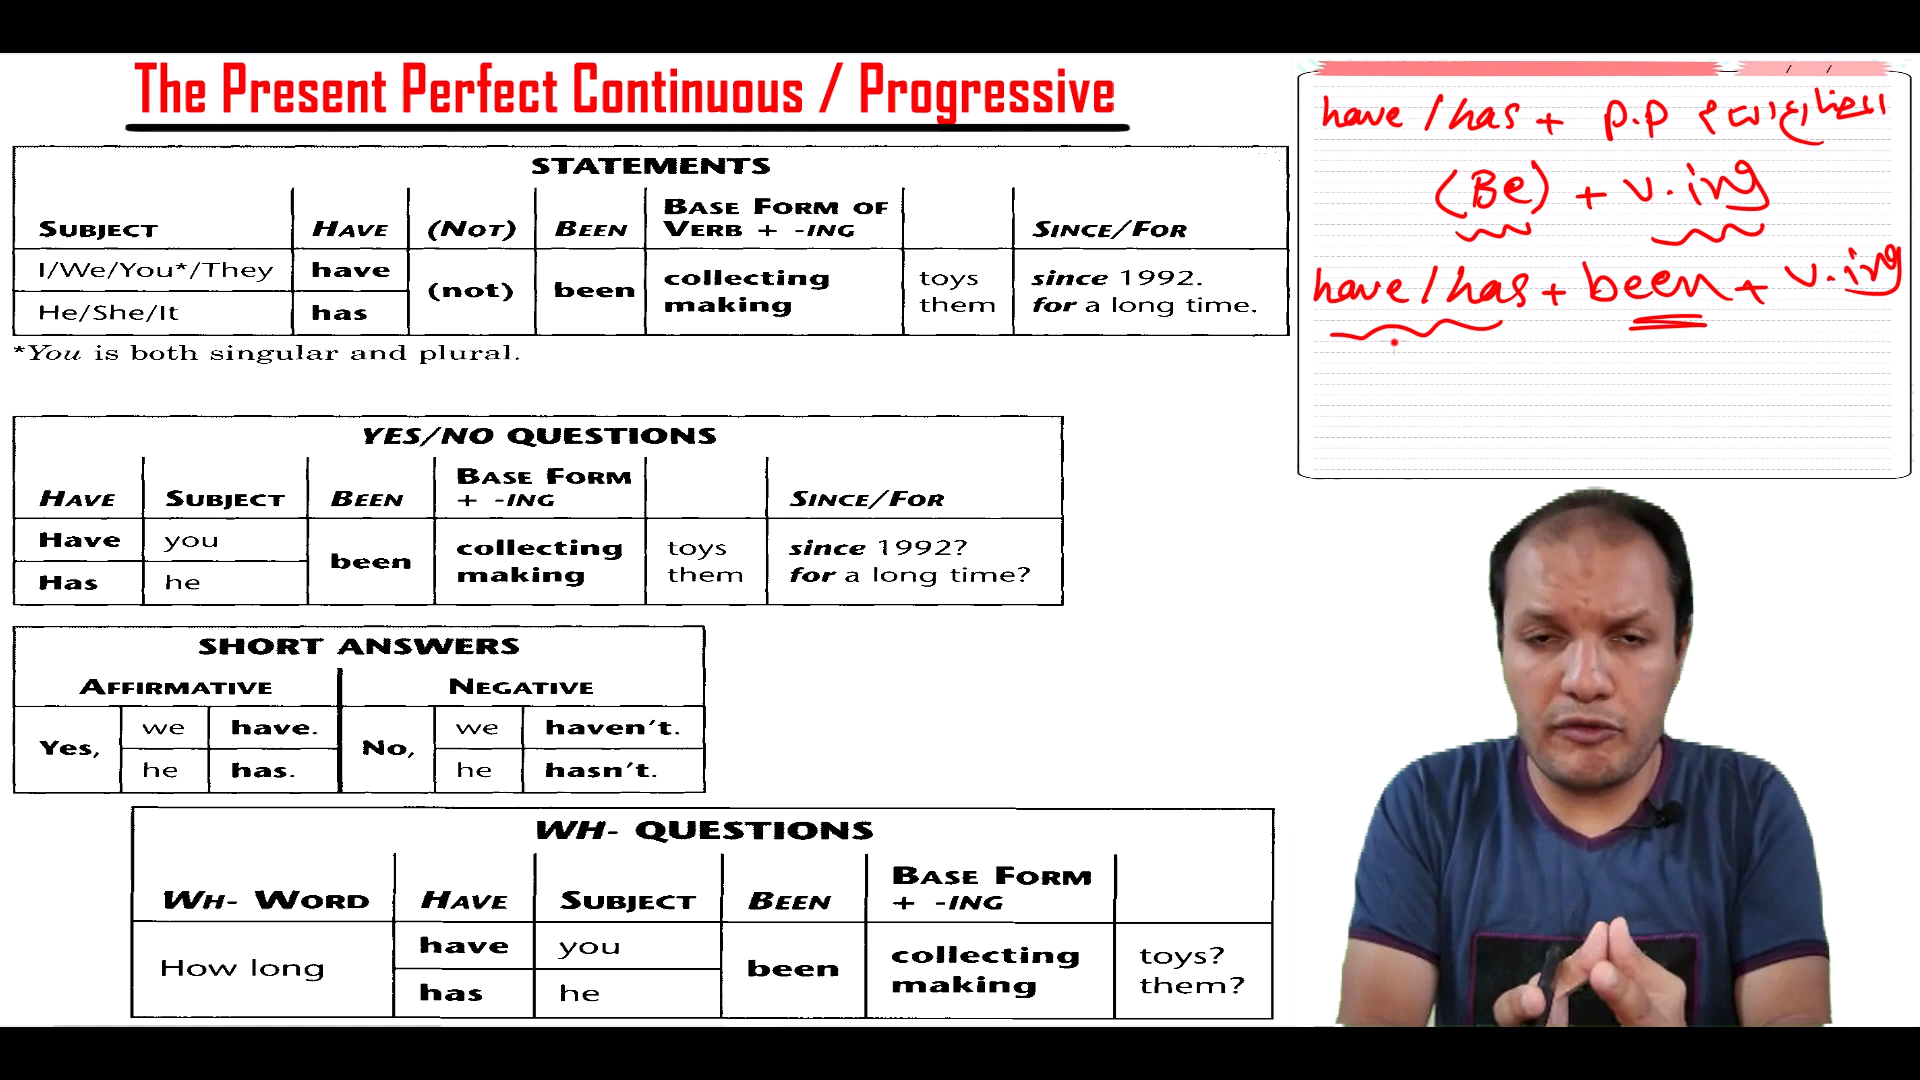 The Present Perfect Continuous / Progressive
STATEMENTS
SUBJECT HAVE (NOT) BEEN BASE FORM OF VERB + -ING SINCE/FOR
I/We/You*/They have (not) been collecting toys since 1992.
He/She/It has making them for a long time.
*You is both singular and plural.
YES/NO QUESTIONS
HAVE SUBJECT BEEN BASE FORM + -ING SINCE/FOR
Have you been collecting toys since 1992?
Has he making them for a long time?
SHORT ANSWERS
AFFIRMATIVE NEGATIVE
Yes, we have. No, we haven't.
he has. he hasn't.
WH- QUESTIONS
WH- WORD HAVE SUBJECT BEEN BASE FORM + -ING
How long have you been collecting toys?
has he making them?
have / has + p.p
(Be) + v.ing
have / has + been + v.ing